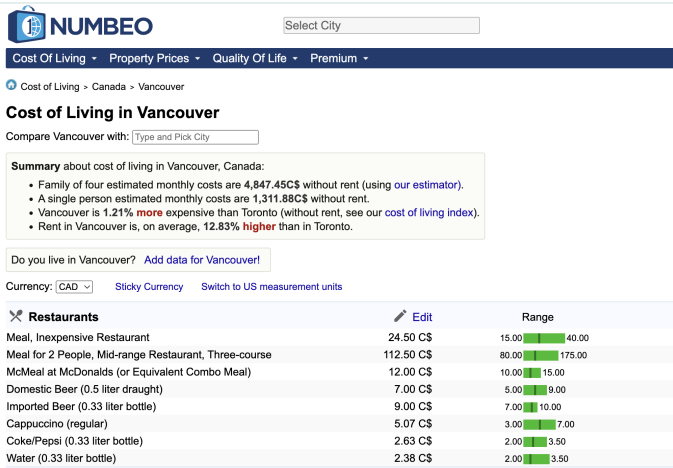 NUMBEO
Select City
Cost Of Living Property Prices Quality Of Life Premium
Cost of Living > Canada > Vancouver
Cost of Living in Vancouver
Compare Vancouver with: Type and Pick City
Summary about cost of living in Vancouver, Canada:
• Family of four estimated monthly costs are 4,847.45C$ without rent (using our estimator).
• A single person estimated monthly costs are 1,311.88C$ without rent.
• Vancouver is 1.21% more expensive than Toronto (without rent, see our cost of living index).
• Rent in Vancouver is, on average, 12.83% higher than in Toronto.
Do you live in Vancouver? Add data for Vancouver!
Currency: CAD Sticky Currency Switch to US measurement units
Restaurants Edit Range
Meal, Inexpensive Restaurant 24.50 C$ 15.00 40.00
Meal for 2 People, Mid-range Restaurant, Three-course 112.50 C$ 80.00 175.00
McMeal at McDonalds (or Equivalent Combo Meal) 12.00 C$ 10.00 15.00
Domestic Beer (0.5 liter draught) 7.00 C$ 5.00 9.00
Imported Beer (0.33 liter bottle) 9.00 C$ 7.00 10.00
Cappuccino (regular) 5.07 C$ 3.00 7.00
Coke/Pepsi (0.33 liter bottle) 2.63 C$ 2.00 3.50
Water (0.33 liter bottle) 2.38 C$ 2.00 3.50